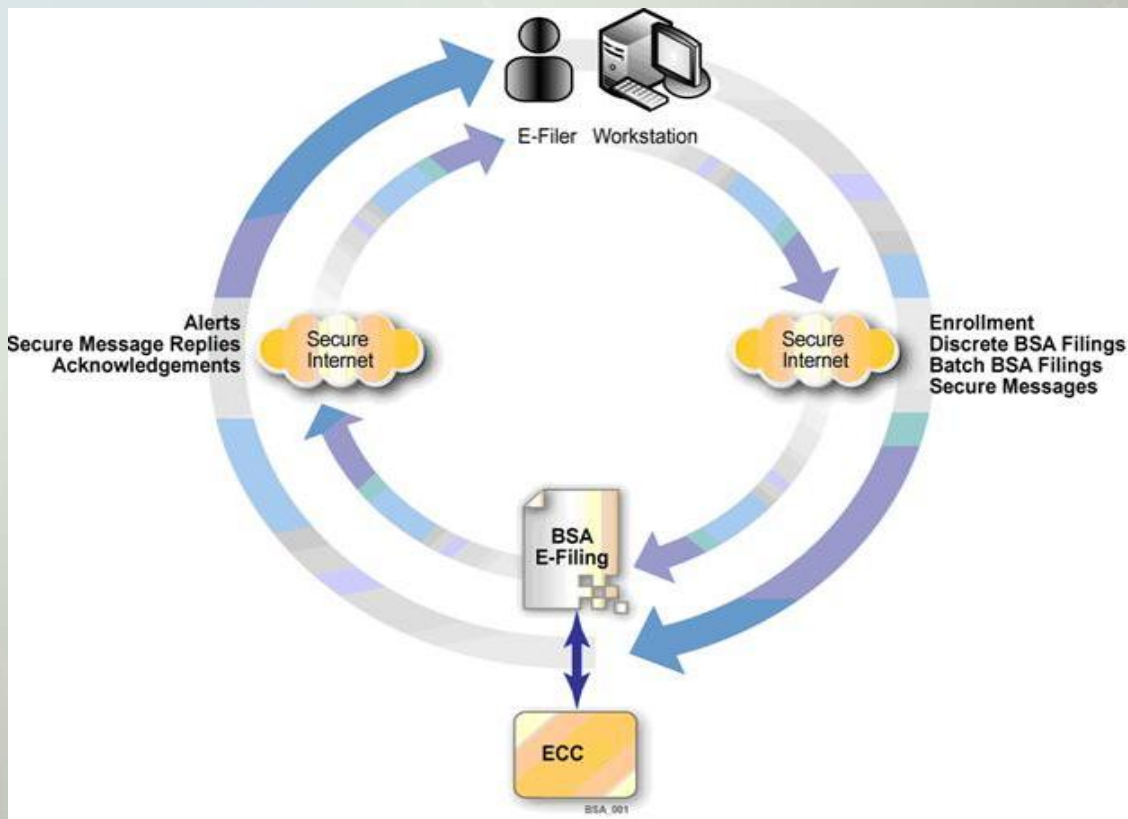 E-Filer Workstation
Alerts
Secure Message Replies
Acknowledgements
Secure
Internet
Secure
Internet
Enrollment
Discrete BSA Filings
Batch BSA Filings
Secure Messages
BSA
E-Filing
ECC
BSA_001